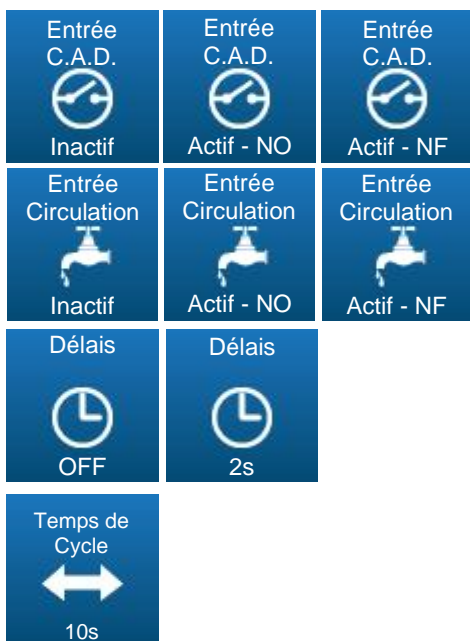 Entrée
C.A.D.
Inactif
Entrée
C.A.D.
Actif - NO
Entrée
C.A.D.
Actif - NF
Entrée
Circulation
Inactif
Entrée
Circulation
Actif - NO
Entrée
Circulation
Actif - NF
Délais
OFF
Délais
2s
Temps de
Cycle
10s